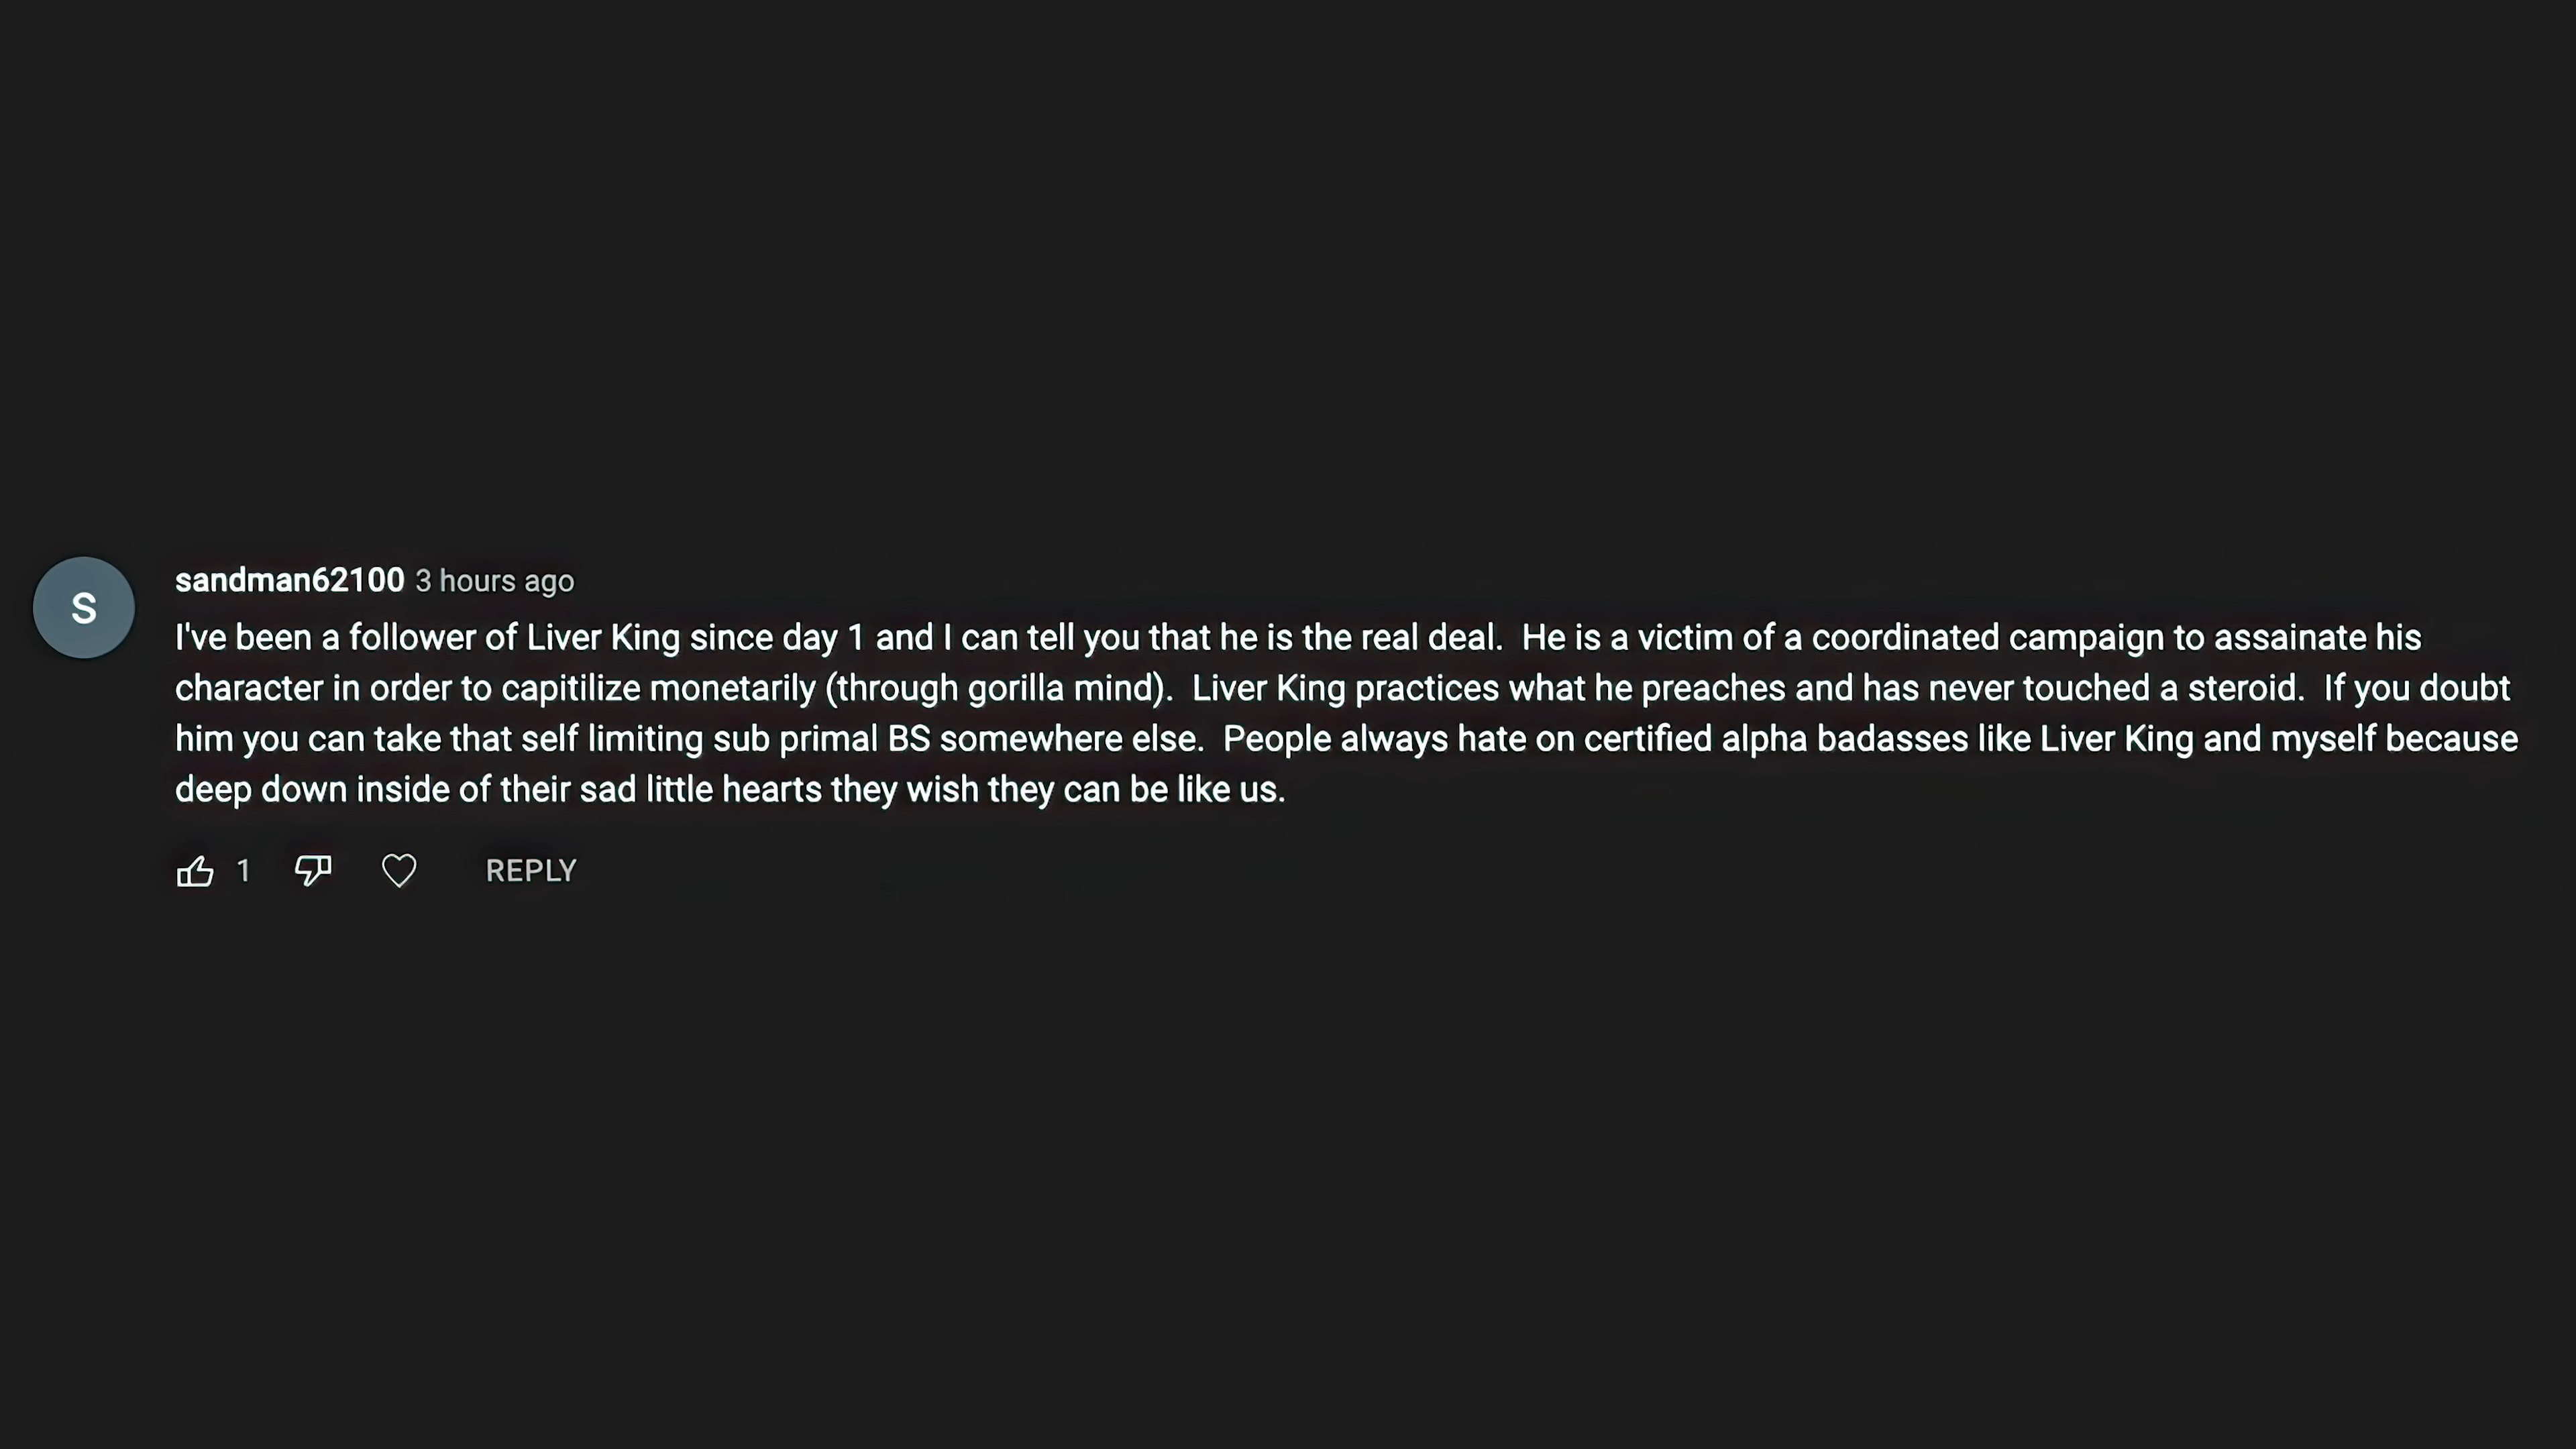 S
sandman62100 3 hours ago
I've been a follower of Liver King since day 1 and I can tell you that he is the real deal.  He is a victim of a coordinated campaign to assainate his
character in order to capitilize monetarily (through gorilla mind).  Liver King practices what he preaches and has never touched a steroid.  If you doubt
him you can take that self limiting sub primal BS somewhere else.  People always hate on certified alpha badasses like Liver King and myself because
deep down inside of their sad little hearts they wish they can be like us.
1 REPLY